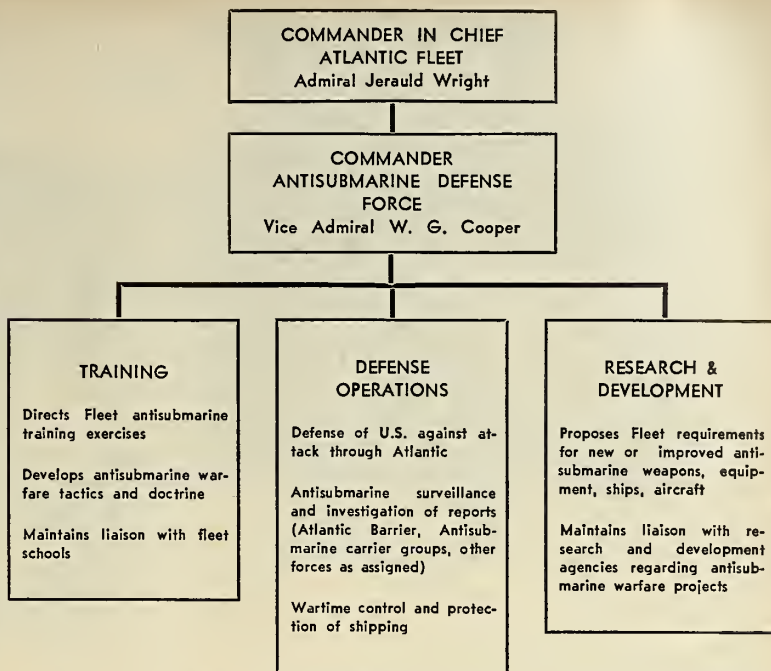 COMMANDER IN CHIEF
ATLANTIC FLEET
Admiral Jerauld Wright
COMMANDER
ANTISUBMARINE DEFENSE
FORCE
Vice Admiral W. G. Cooper
TRAINING
Directs Fleet antisubmarine
training exercises
Develops antisubmarine war-
fare tactics and doctrine
Maintains liaison with fleet
schools
DEFENSE
OPERATIONS
Defense of U.S. against at-
tack through Atlantic
Antisubmarine surveillance
and investigation of reports
(Atlantic Barrier, Antisub-
marine carrier groups, other
forces as assigned)
Wartime control and protec-
tion of shipping
RESEARCH &
DEVELOPMENT
Proposes Fleet requirements
for new or improved anti-
submarine weapons, equip-
ment, ships, aircraft
Maintains liaison with re-
search and development
agencies regarding antisub-
marine warfare projects